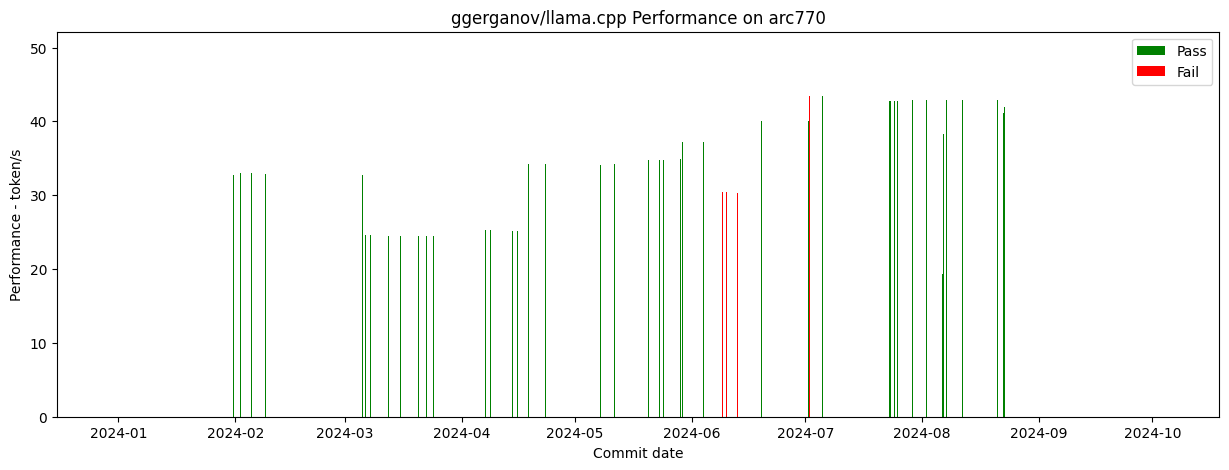 ggerganov/llama.cpp Performance on arc770
Performance - token/s
50
40
30
20
10
0
Pass
Fail
2024-01 2024-02 2024-03 2024-04 2024-05 2024-06 2024-07 2024-08 2024-09 2024-10
Commit date